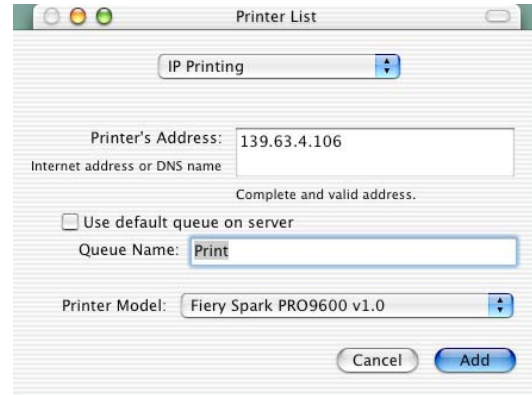 Printer List
IP Printing
Printer's Address: 139.63.4.106
Internet address or DNS name
Complete and valid address.
Use default queue on server
Queue Name: Print
Printer Model: Fiery Spark PRO9600 v1.0
Cancel Add